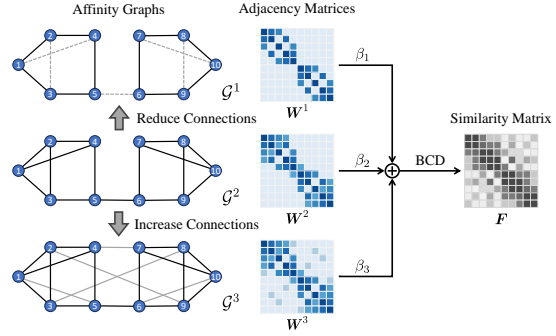 Affinity Graphs
Adjacency Matrices
2 4 7 8
1 10
3 5 6 9
𝒢¹
W¹
β₁
Reduce Connections
Similarity Matrix
2 4 7 8
1 10
3 5 6 9
𝒢²
W²
β₂
BCD
F
Increase Connections
2 4 7 8
1 10
3 5 6 9
𝒢³
W³
β₃